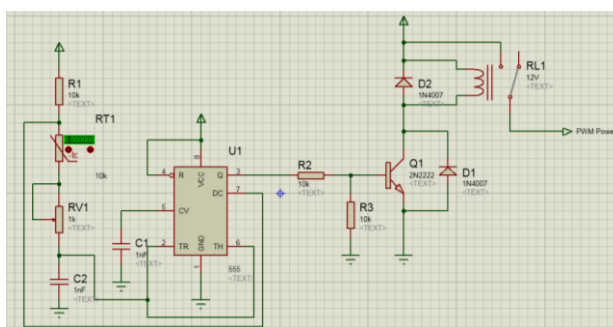 R1
10k
<TEXT>
RT1
-tc
10k
RV1
1k
<TEXT>
C2
1nF
<TEXT>
C1
1nF
<TEXT>
U1
4
R
8
VCC
Q
3
DC
7
5
CV
2
TR
GND
1
TH
6
555
<TEXT>
R2
10k
<TEXT>
R3
10k
<TEXT>
Q1
2N2222
<TEXT>
D2
1N4007
<TEXT>
D1
1N4007
<TEXT>
RL1
12V
<TEXT>
PWM Powe